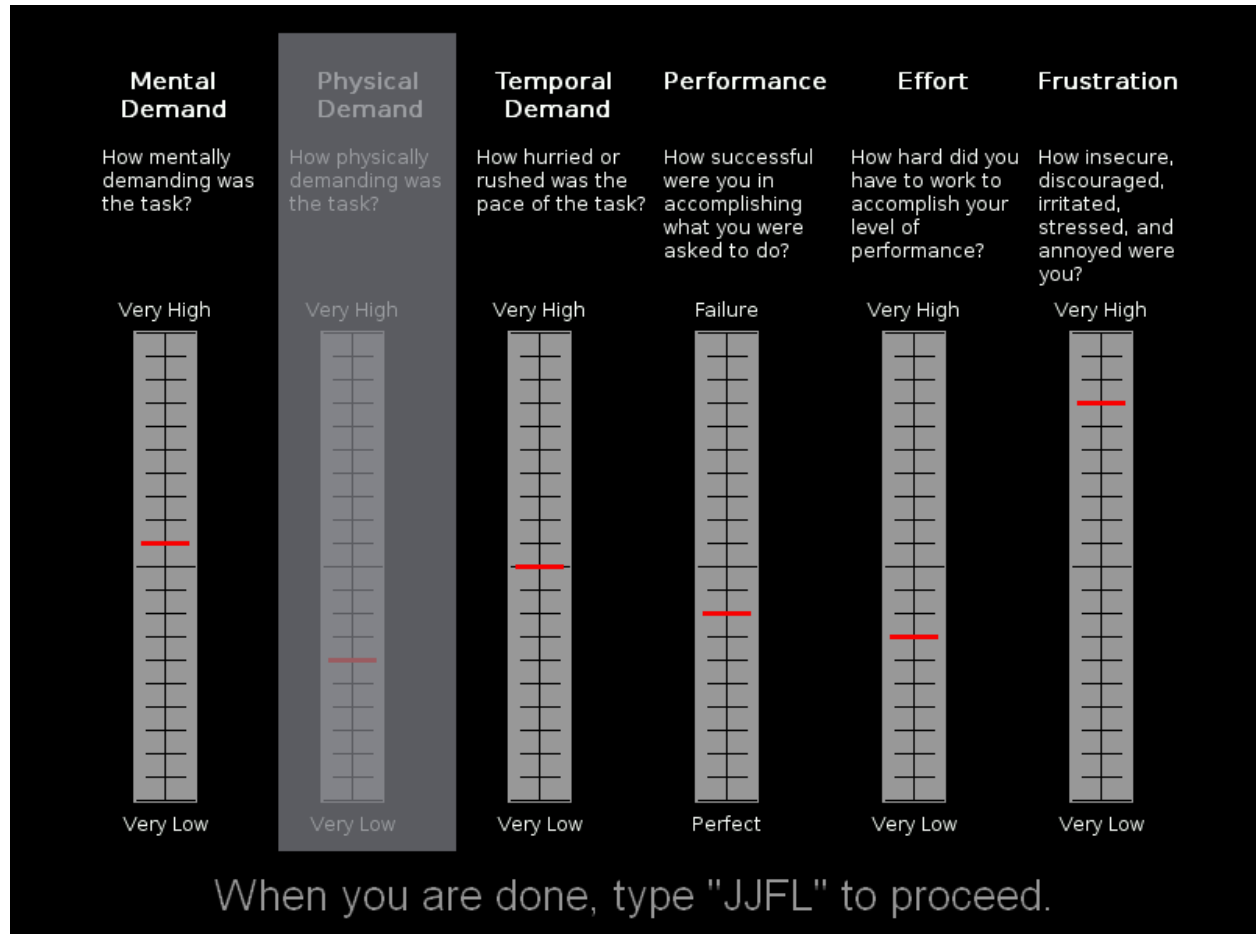 Mental
Demand
How mentally
demanding was
the task?
Very High
Very Low
Physical
Demand
How physically
demanding was
the task?
Very High
Very Low
Temporal
Demand
How hurried or
rushed was the
pace of the task?
Very High
Very Low
Performance
How successful
were you in
accomplishing
what you were
asked to do?
Failure
Perfect
Effort
How hard did you
have to work to
accomplish your
level of
performance?
Very High
Very Low
Frustration
How insecure,
discouraged,
irritated,
stressed, and
annoyed were
you?
Very High
Very Low
When you are done, type "JJFL" to proceed.